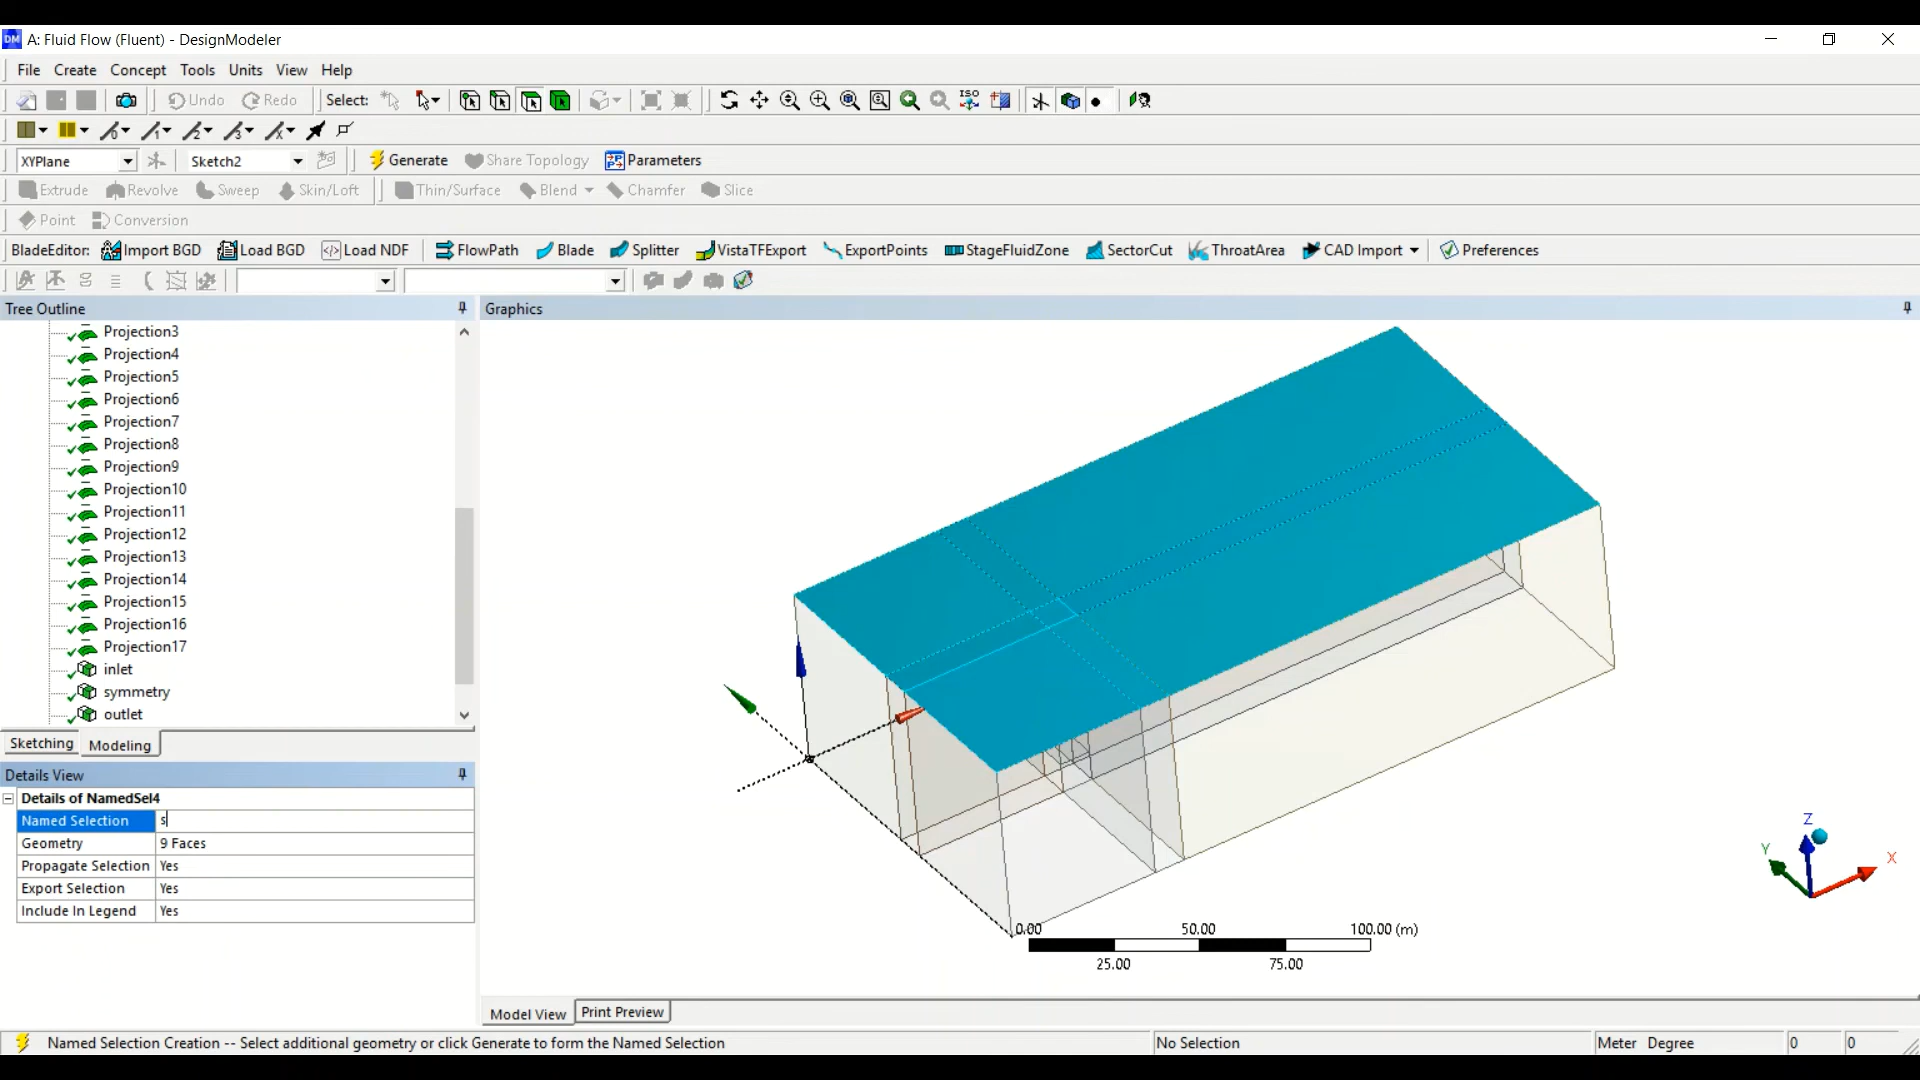 DM A: Fluid Flow (Fluent) - DesignModeler
File Create Concept Tools Units View Help
Undo Redo Select: ISO
XYPlane Sketch2 Generate Share Topology Parameters
Extrude Revolve Sweep Skin/Loft Thin/Surface Blend Chamfer Slice
Point Conversion
BladeEditor: Import BGD Load BGD Load NDF FlowPath Blade Splitter VistaTFExport ExportPoints StageFluidZone SectorCut ThroatArea CAD Import Preferences
Tree Outline
Graphics
Projection3
Projection4
Projection5
Projection6
Projection7
Projection8
Projection9
Projection10
Projection11
Projection12
Projection13
Projection14
Projection15
Projection16
Projection17
inlet
symmetry
outlet
Sketching Modeling
Details View
Details of NamedSel4
Named Selection s
Geometry 9 Faces
Propagate Selection Yes
Export Selection Yes
Include In Legend Yes
Z
Y
X
0.00 50.00 100.00 (m)
25.00 75.00
Model View Print Preview
Named Selection Creation -- Select additional geometry or click Generate to form the Named Selection
No Selection
Meter Degree 0 0